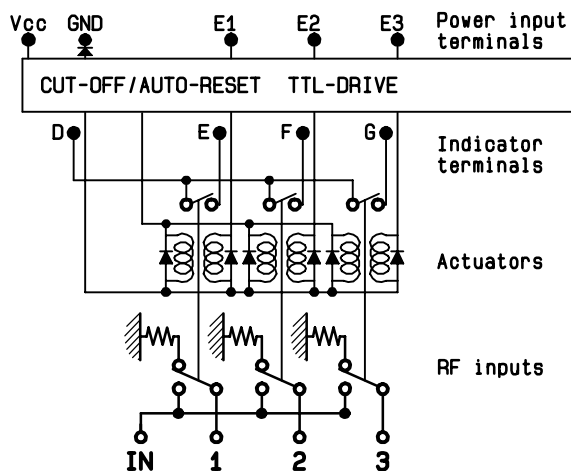 Vcc GND E1 E2 E3 Power input
terminals
CUT-OFF/AUTO-RESET TTL-DRIVE
D E F G Indicator
terminals
Actuators
RF inputs
IN 1 2 3